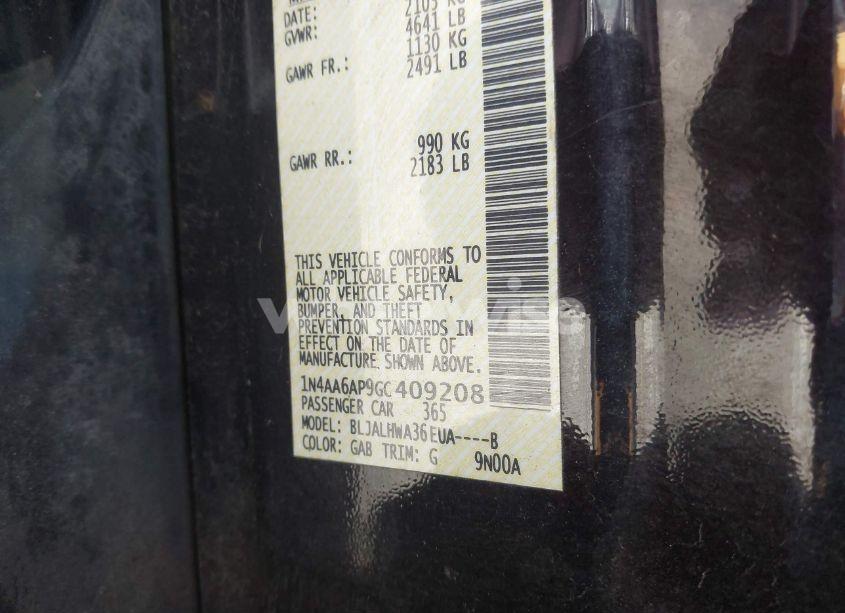 DATE:
GVWR: 4641 LB
1130 KG
GAWR FR.: 2491 LB
990 KG
GAWR RR.: 2183 LB
THIS VEHICLE CONFORMS TO
ALL APPLICABLE FEDERAL
MOTOR VEHICLE SAFETY,
BUMPER, AND THEFT
PREVENTION STANDARDS IN
EFFECT ON THE DATE OF
MANUFACTURE SHOWN ABOVE.
1N4AA6AP9GC409208
PASSENGER CAR 365
MODEL: BLJALHWA36EUA----B
COLOR: GAB TRIM: G 9N00A